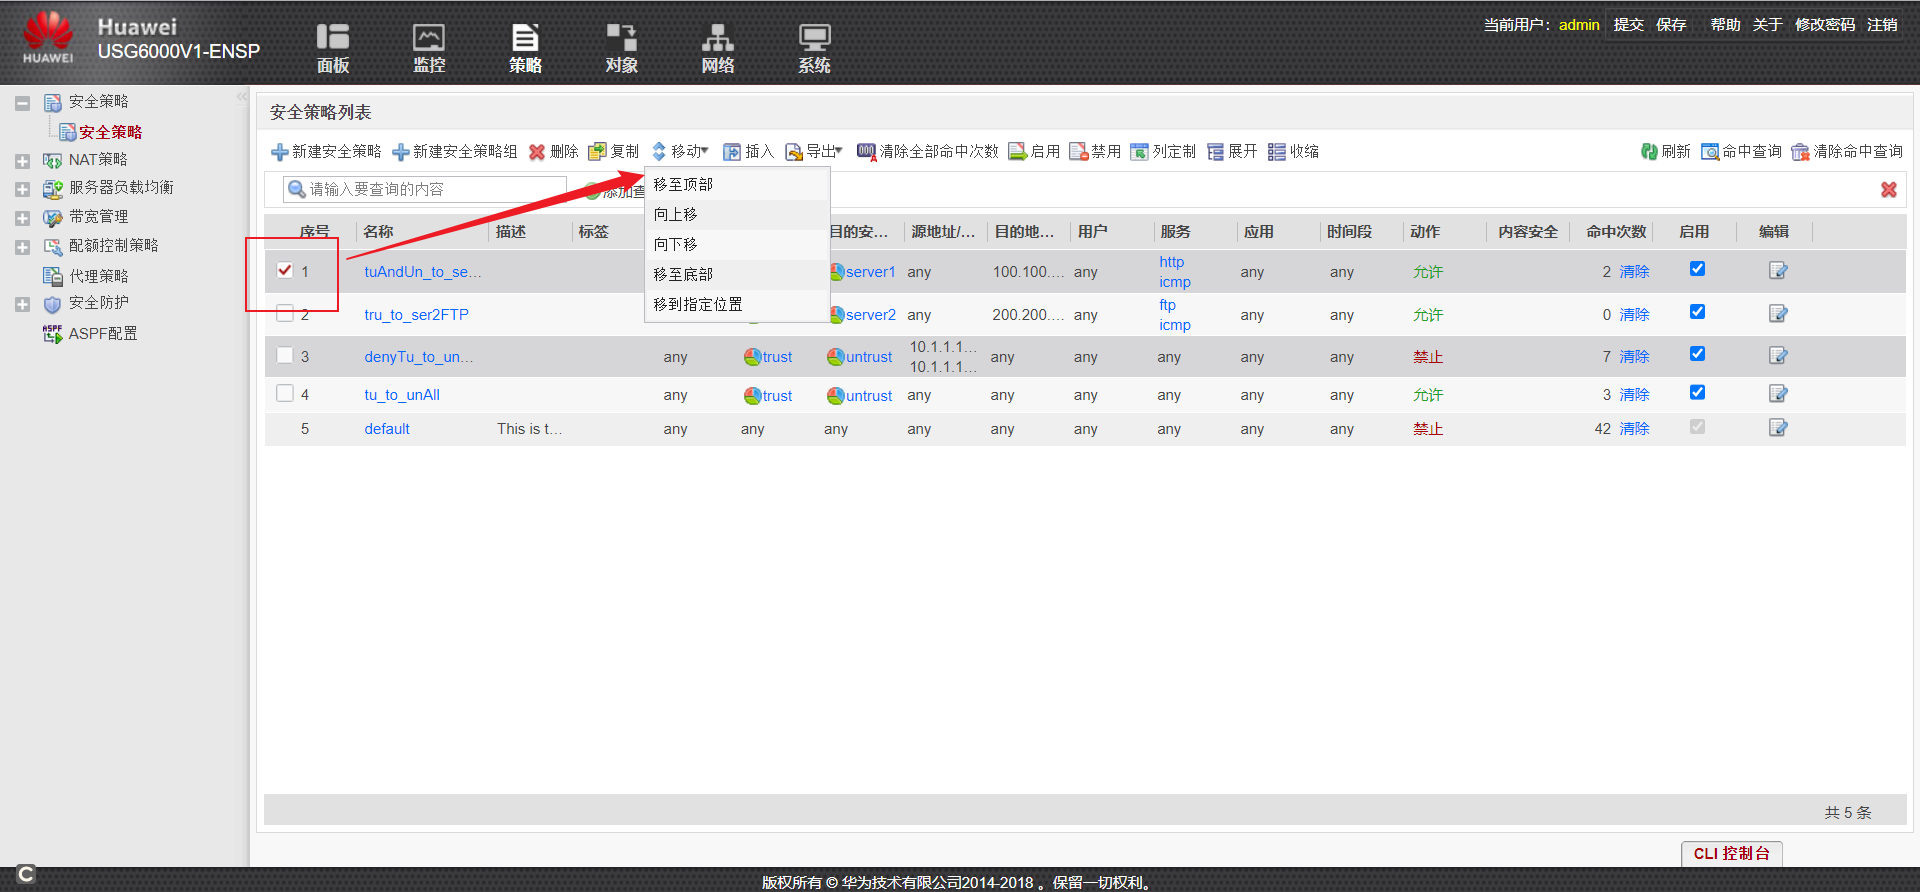 Huawei
USG6000V1-ENSP
HUAWEI
面板
监控
策略
对象
网络
系统
当前用户： admin 提交 保存 帮助 关于 修改密码 注销
安全策略
安全策略
NAT策略
服务器负载均衡
带宽管理
配额控制策略
代理策略
安全防护
ASPF ASPF配置
安全策略列表
新建安全策略 新建安全策略组 删除 复制 移动 插入 导出 清除全部命中次数 启用 禁用 列定制 展开 收缩 刷新 命中查询 清除命中查询
请输入要查询的内容 添加查
移至顶部
向上移
向下移
移至底部
移到指定位置
序号 名称 描述 标签 目的安... 源地址/... 目的地... 用户 服务 应用 时间段 动作 内容安全 命中次数 启用 编辑
1 tuAndUn_to_se... server1 any 100.100.... any http icmp any any 允许 2 清除
2 tru_to_ser2FTP server2 any 200.200.... any ftp icmp any any 允许 0 清除
3 denyTu_to_un... any trust untrust 10.1.1.1... 10.1.1.1... any any any any any 禁止 7 清除
4 tu_to_unAll any trust untrust any any any any any any 允许 3 清除
5 default This is t... any any any any any any any any any 禁止 42 清除
共 5 条
CLI 控制台
版权所有 © 华为技术有限公司2014-2018 。保留一切权利。